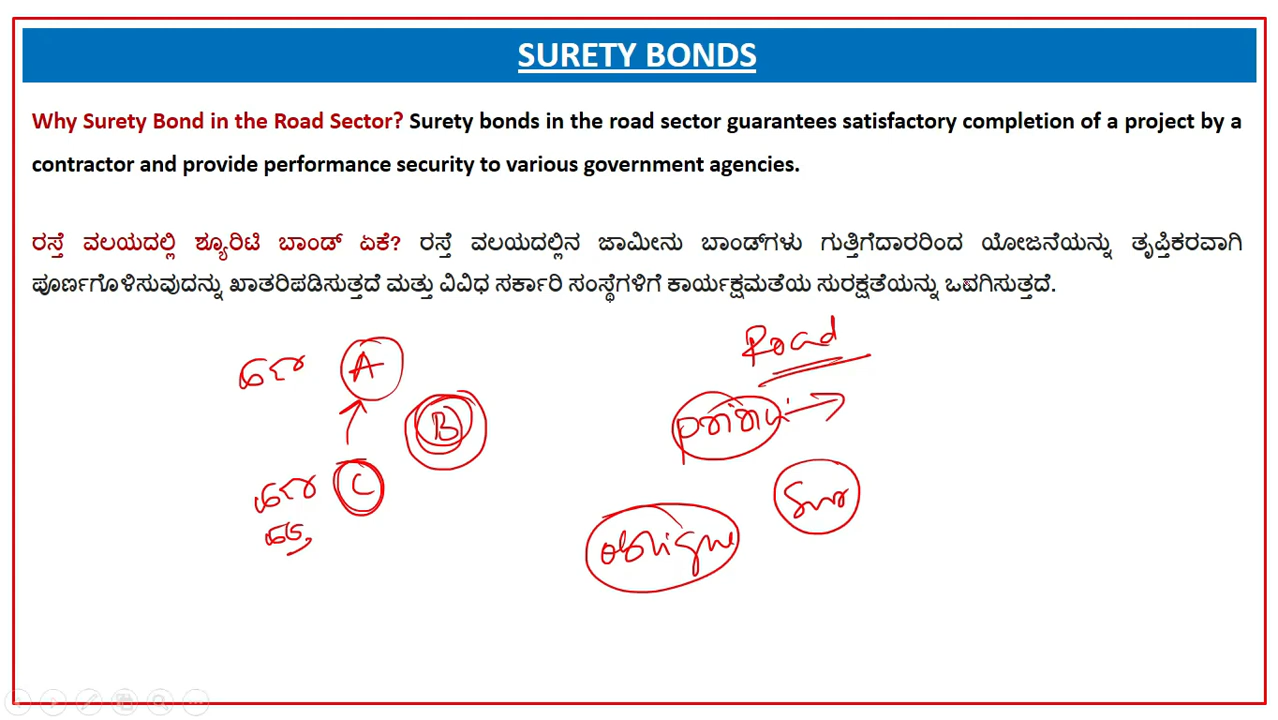 SURETY BONDS
Why Surety Bond in the Road Sector? Surety bonds in the road sector guarantees satisfactory completion of a project by a
contractor and provide performance security to various government agencies.
ರಸ್ತೆ ವಲಯದಲ್ಲಿ ಶ್ಯೂರಿಟಿ ಬಾಂಡ್ ಏಕೆ? ರಸ್ತೆ ವಲಯದಲ್ಲಿನ ಜಾಮೀನು ಬಾಂಡ್‌ಗಳು ಗುತ್ತಿಗೆದಾರರಿಂದ ಯೋಜನೆಯನ್ನು ತೃಪ್ತಿಕರವಾಗಿ
ಪೂರ್ಣಗೊಳಿಸುವುದನ್ನು ಖಾತರಿಪಡಿಸುತ್ತದೆ ಮತ್ತು ವಿವಿಧ ಸರ್ಕಾರಿ ಸಂಸ್ಥೆಗಳಿಗೆ ಕಾರ್ಯಕ್ಷಮತೆಯ ಸುರಕ್ಷತೆಯನ್ನು ಒದಗಿಸುತ್ತದೆ.
Road
A
B
C